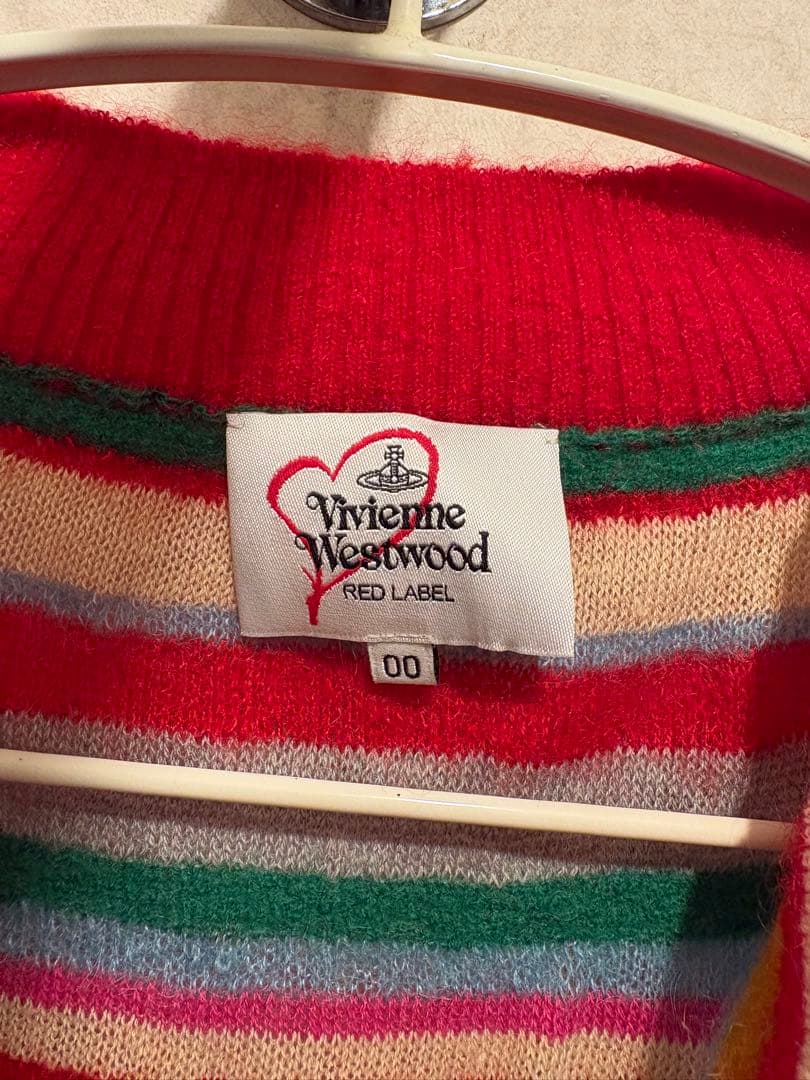 Vivienne
Westwood
RED LABEL
00